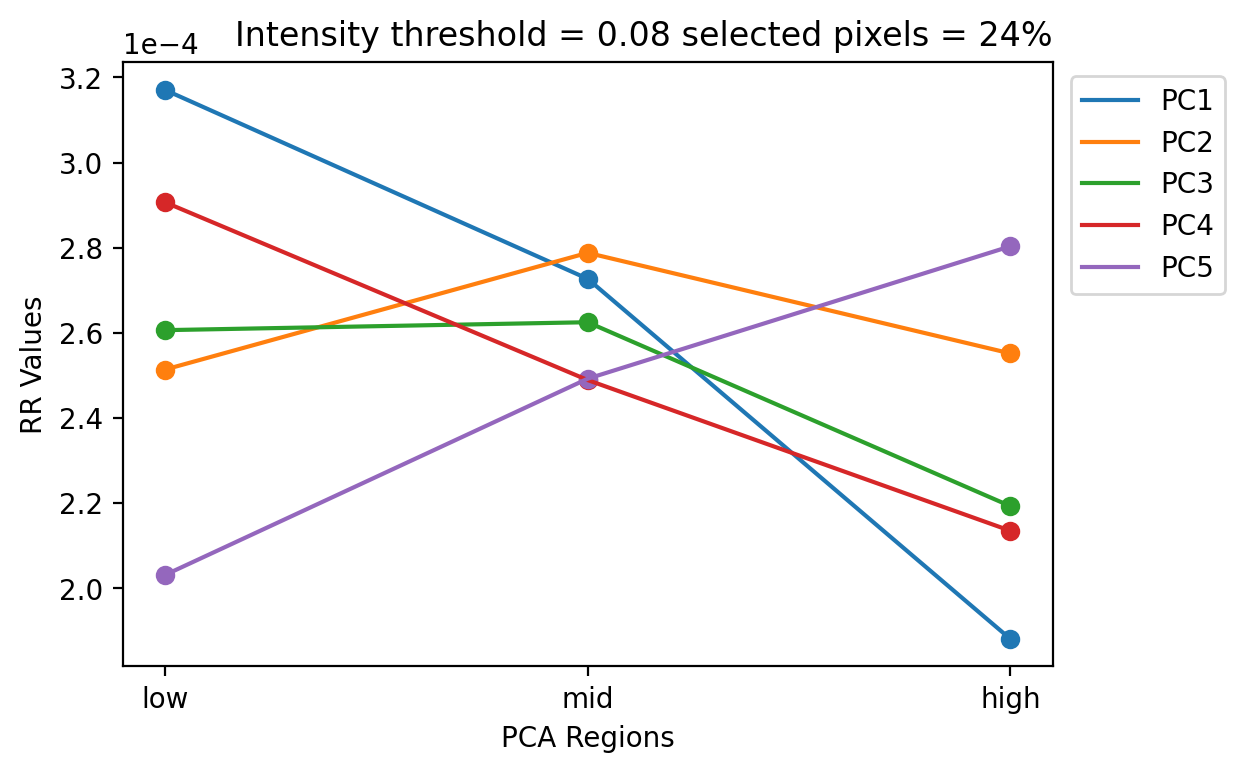 Intensity threshold = 0.08 selected pixels = 24%
1e−4
3.2
3.0
2.8
2.6
2.4
2.2
2.0
RR Values
low
mid
high
PCA Regions
PC1
PC2
PC3
PC4
PC5